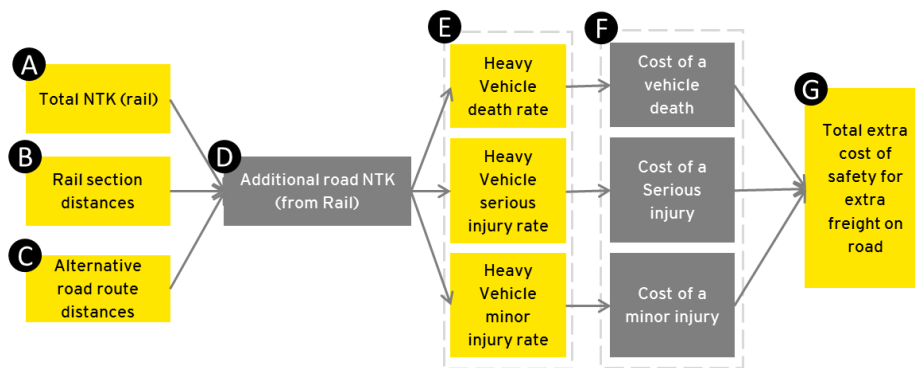 A
Total NTK (rail)
B
Rail section
distances
C
Alternative
road route
distances
D
Additional road NTK
(from Rail)
E
Heavy
Vehicle
death rate
Heavy
Vehicle
serious
injury rate
Heavy
Vehicle
minor
injury rate
F
Cost of a
vehicle
death
Cost of a
Serious
injury
Cost of a
minor injury
G
Total extra
cost of
safety for
extra
freight on
road